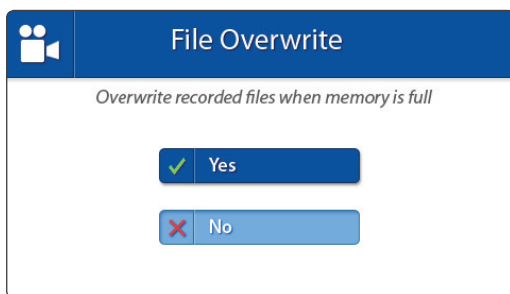 File Overwrite
Overwrite recorded files when memory is full
Yes
No